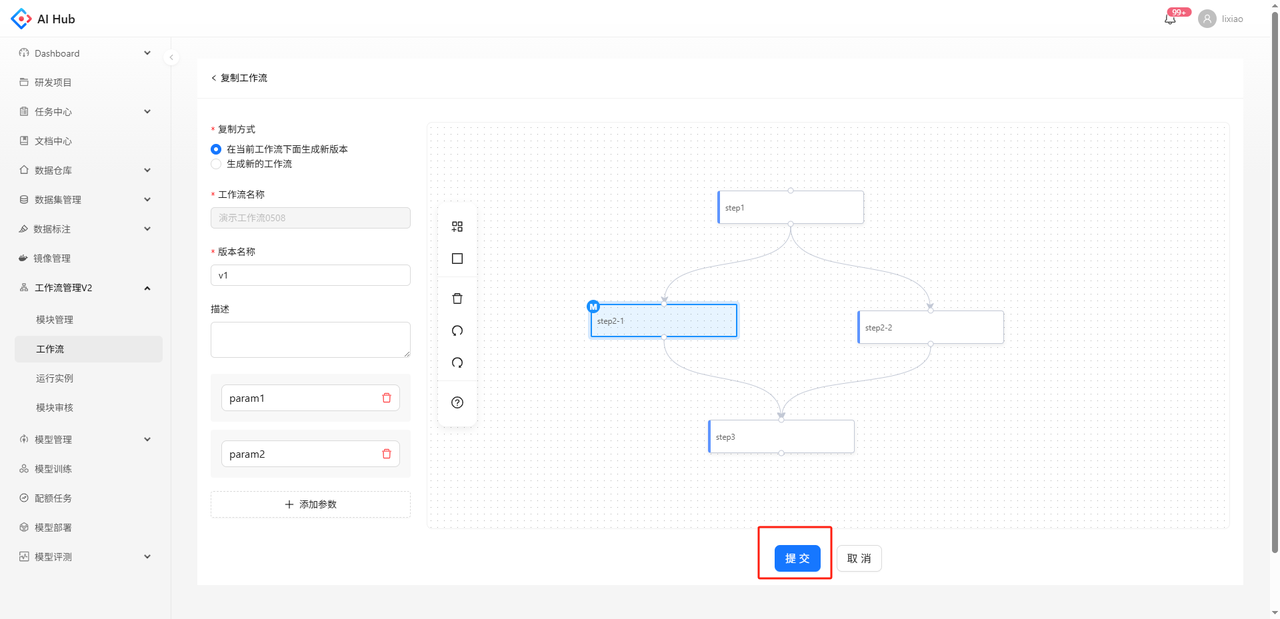 AI Hub
99+
lixiao
Dashboard
研发项目
任务中心
文档中心
数据仓库
数据集管理
数据标注
镜像管理
工作流管理V2
模块管理
工作流
运行实例
模块审核
模型管理
模型训练
配额任务
模型部署
模型评测
复制工作流
* 复制方式
在当前工作流下面生成新版本
生成新的工作流
* 工作流名称
演示工作流0508
* 版本名称
v1
描述
param1
param2
+ 添加参数
step1
M
step2-1
step2-2
step3
提 交
取 消